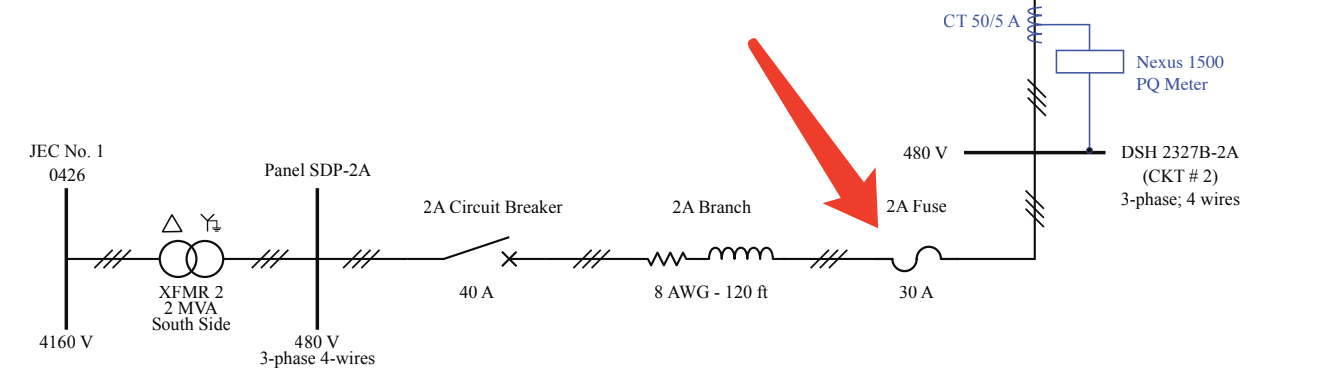 CT 50/5 A
Nexus 1500
PQ Meter
JEC No. 1
0426
480 V
DSH 2327B-2A
(CKT # 2)
3-phase; 4 wires
Panel SDP-2A
2A Circuit Breaker
2A Branch
2A Fuse
XFMR 2
2 MVA
South Side
40 A
8 AWG - 120 ft
30 A
4160 V
480 V
3-phase 4-wires